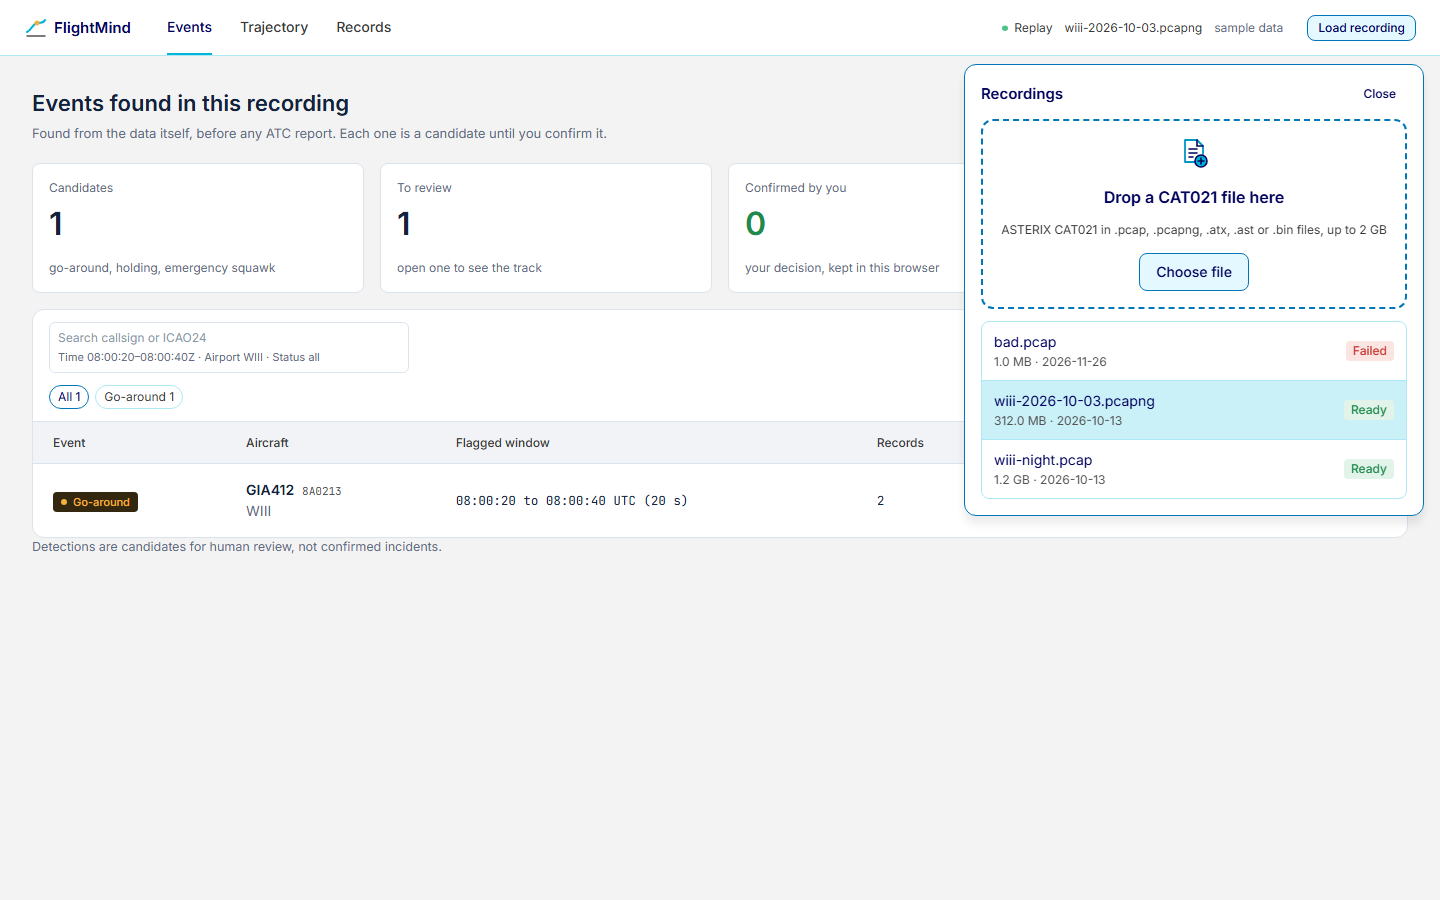 FlightMind
Events
Trajectory
Records
Replay
wiii-2026-10-03.pcapng
sample data
Load recording
Events found in this recording
Found from the data itself, before any ATC report. Each one is a candidate until you confirm it.
Candidates
1
go-around, holding, emergency squawk
To review
1
open one to see the track
Confirmed by you
0
your decision, kept in this browser
Search callsign or ICAO24
Time 08:00:20–08:00:40Z · Airport WIII · Status all
All 1
Go-around 1
Event
Aircraft
Flagged window
Records
Go-around
GIA412 8A0213
WIII
08:00:20 to 08:00:40 UTC (20 s)
2
Detections are candidates for human review, not confirmed incidents.
Recordings
Close
Drop a CAT021 file here
ASTERIX CAT021 in .pcap, .pcapng, .atx, .ast or .bin files, up to 2 GB
Choose file
bad.pcap
1.0 MB · 2026-11-26
Failed
wiii-2026-10-03.pcapng
312.0 MB · 2026-10-13
Ready
wiii-night.pcap
1.2 GB · 2026-10-13
Ready